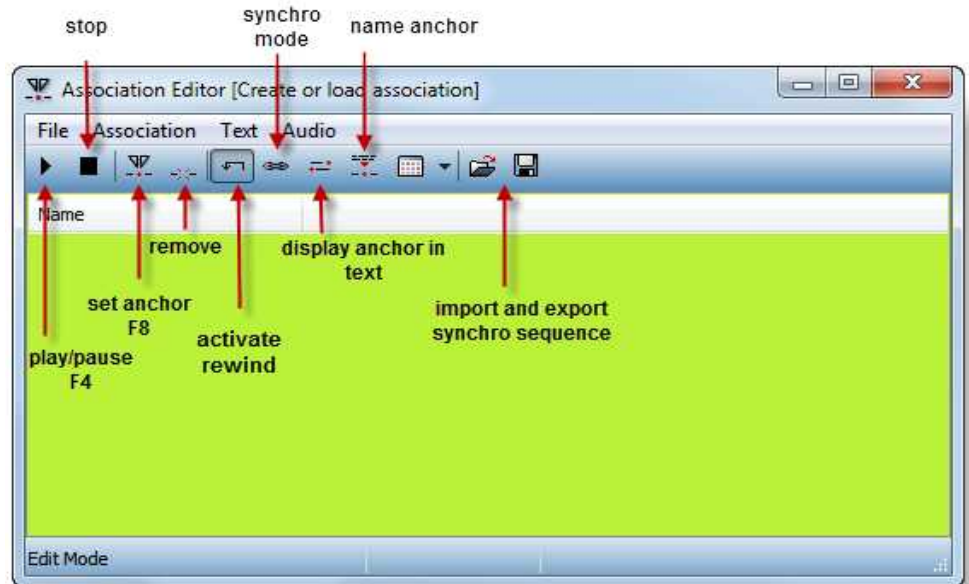 stop
synchro
mode
name anchor
Association Editor [Create or load association]
File Association Text Audio
Name
remove
display anchor in
text
set anchor
F8
import and export
synchro sequence
activate
rewind
play/pause
F4
Edit Mode